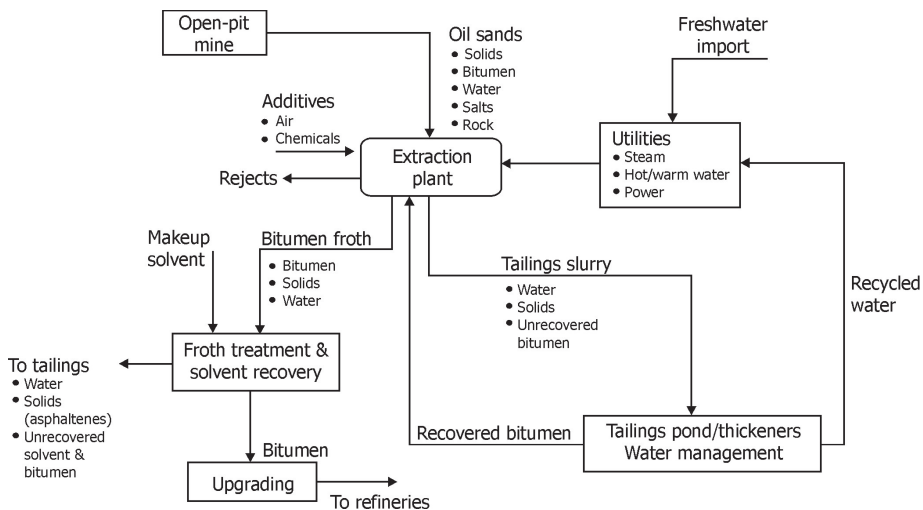 Open-pit
mine
Oil sands
• Solids
• Bitumen
• Water
• Salts
• Rock
Freshwater
import
Additives
• Air
• Chemicals
Extraction
plant
Utilities
• Steam
• Hot/warm water
• Power
Rejects
Makeup
solvent
Bitumen froth
• Bitumen
• Solids
• Water
Tailings slurry
• Water
• Solids
• Unrecovered
bitumen
Recycled
water
Froth treatment &
solvent recovery
To tailings
• Water
• Solids
(asphaltenes)
• Unrecovered
solvent &
bitumen
Recovered bitumen
Tailings pond/thickeners
Water management
Bitumen
Upgrading
To refineries